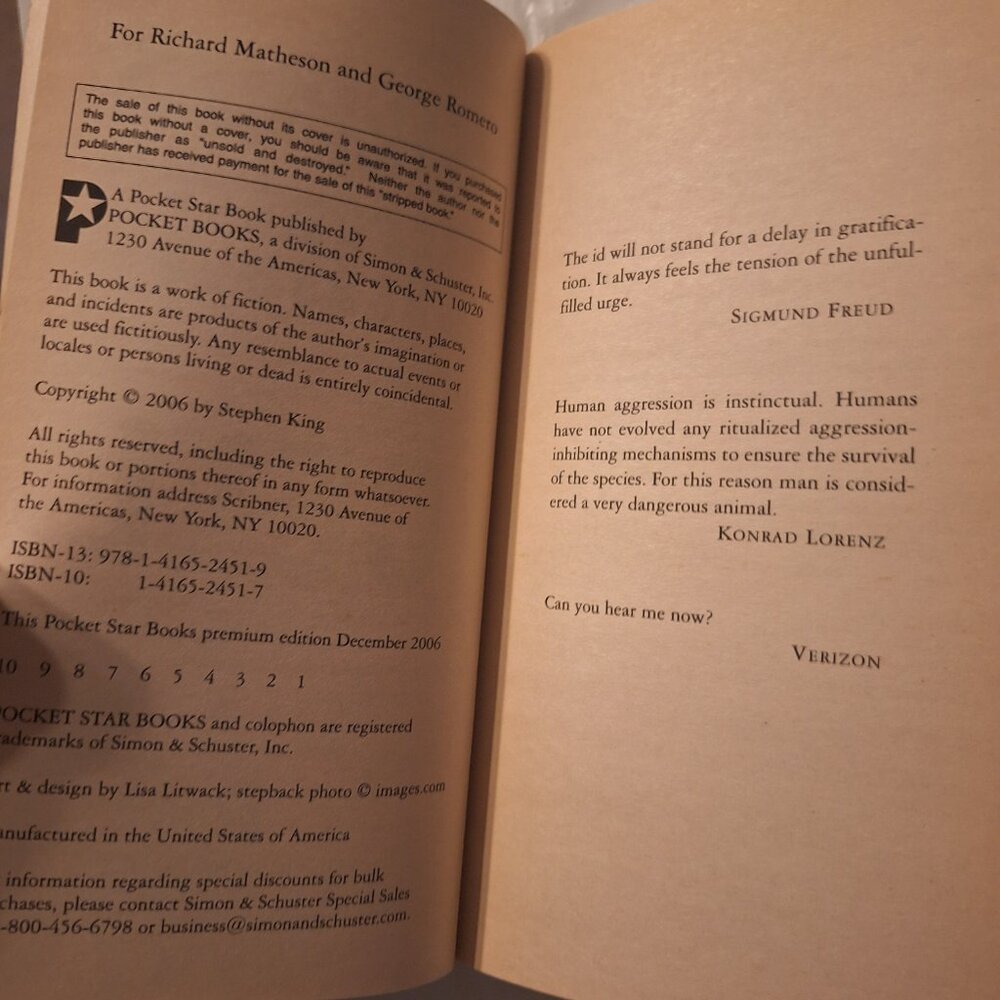 For Richard Matheson and George Romero
The sale of this book without its cover is unauthorized. If you purchased
this book without a cover, you should be aware that it was reported to
the publisher as "unsold and destroyed." Neither the author nor the
publisher has received payment for the sale of this "stripped book."
A Pocket Star Book published by
POCKET BOOKS, a division of Simon & Schuster, Inc.
1230 Avenue of the Americas, New York, NY 10020
This book is a work of fiction. Names, characters, places,
and incidents are products of the author's imagination or
are used fictitiously. Any resemblance to actual events or
locales or persons living or dead is entirely coincidental.
Copyright © 2006 by Stephen King
All rights reserved, including the right to reproduce
this book or portions thereof in any form whatsoever.
For information address Scribner, 1230 Avenue of
the Americas, New York, NY 10020.
ISBN-13: 978-1-4165-2451-9
ISBN-10: 1-4165-2451-7
This Pocket Star Books premium edition December 2006
10 9 8 7 6 5 4 3 2 1
POCKET STAR BOOKS and colophon are registered
ademarks of Simon & Schuster, Inc.
rt & design by Lisa Litwack; stepback photo © images.com
anufactured in the United States of America
information regarding special discounts for bulk
chases, please contact Simon & Schuster Special Sales
-800-456-6798 or business@simonandschuster.com.
The id will not stand for a delay in gratifica-
tion. It always feels the tension of the unful-
filled urge.
SIGMUND FREUD
Human aggression is instinctual. Humans
have not evolved any ritualized aggression-
inhibiting mechanisms to ensure the survival
of the species. For this reason man is consid-
ered a very dangerous animal.
KONRAD LORENZ
Can you hear me now?
VERIZON